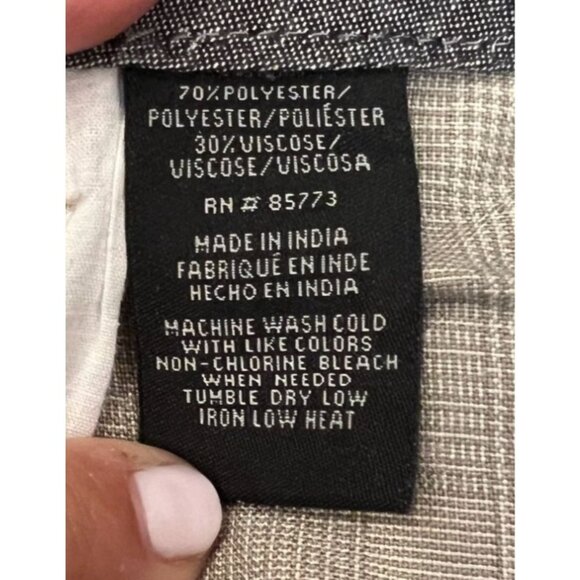 70% POLYESTER/
POLYESTER/POLIÉSTER
30% VISCOSE/
VISCOSE/VISCOSA
RN # 85773
MADE IN INDIA
FABRIQUÉ EN INDE
HECHO EN INDIA
MACHINE WASH COLD
WITH LIKE COLORS
NON-CHLORINE BLEACH
WHEN NEEDED
TUMBLE DRY LOW
IRON LOW HEAT